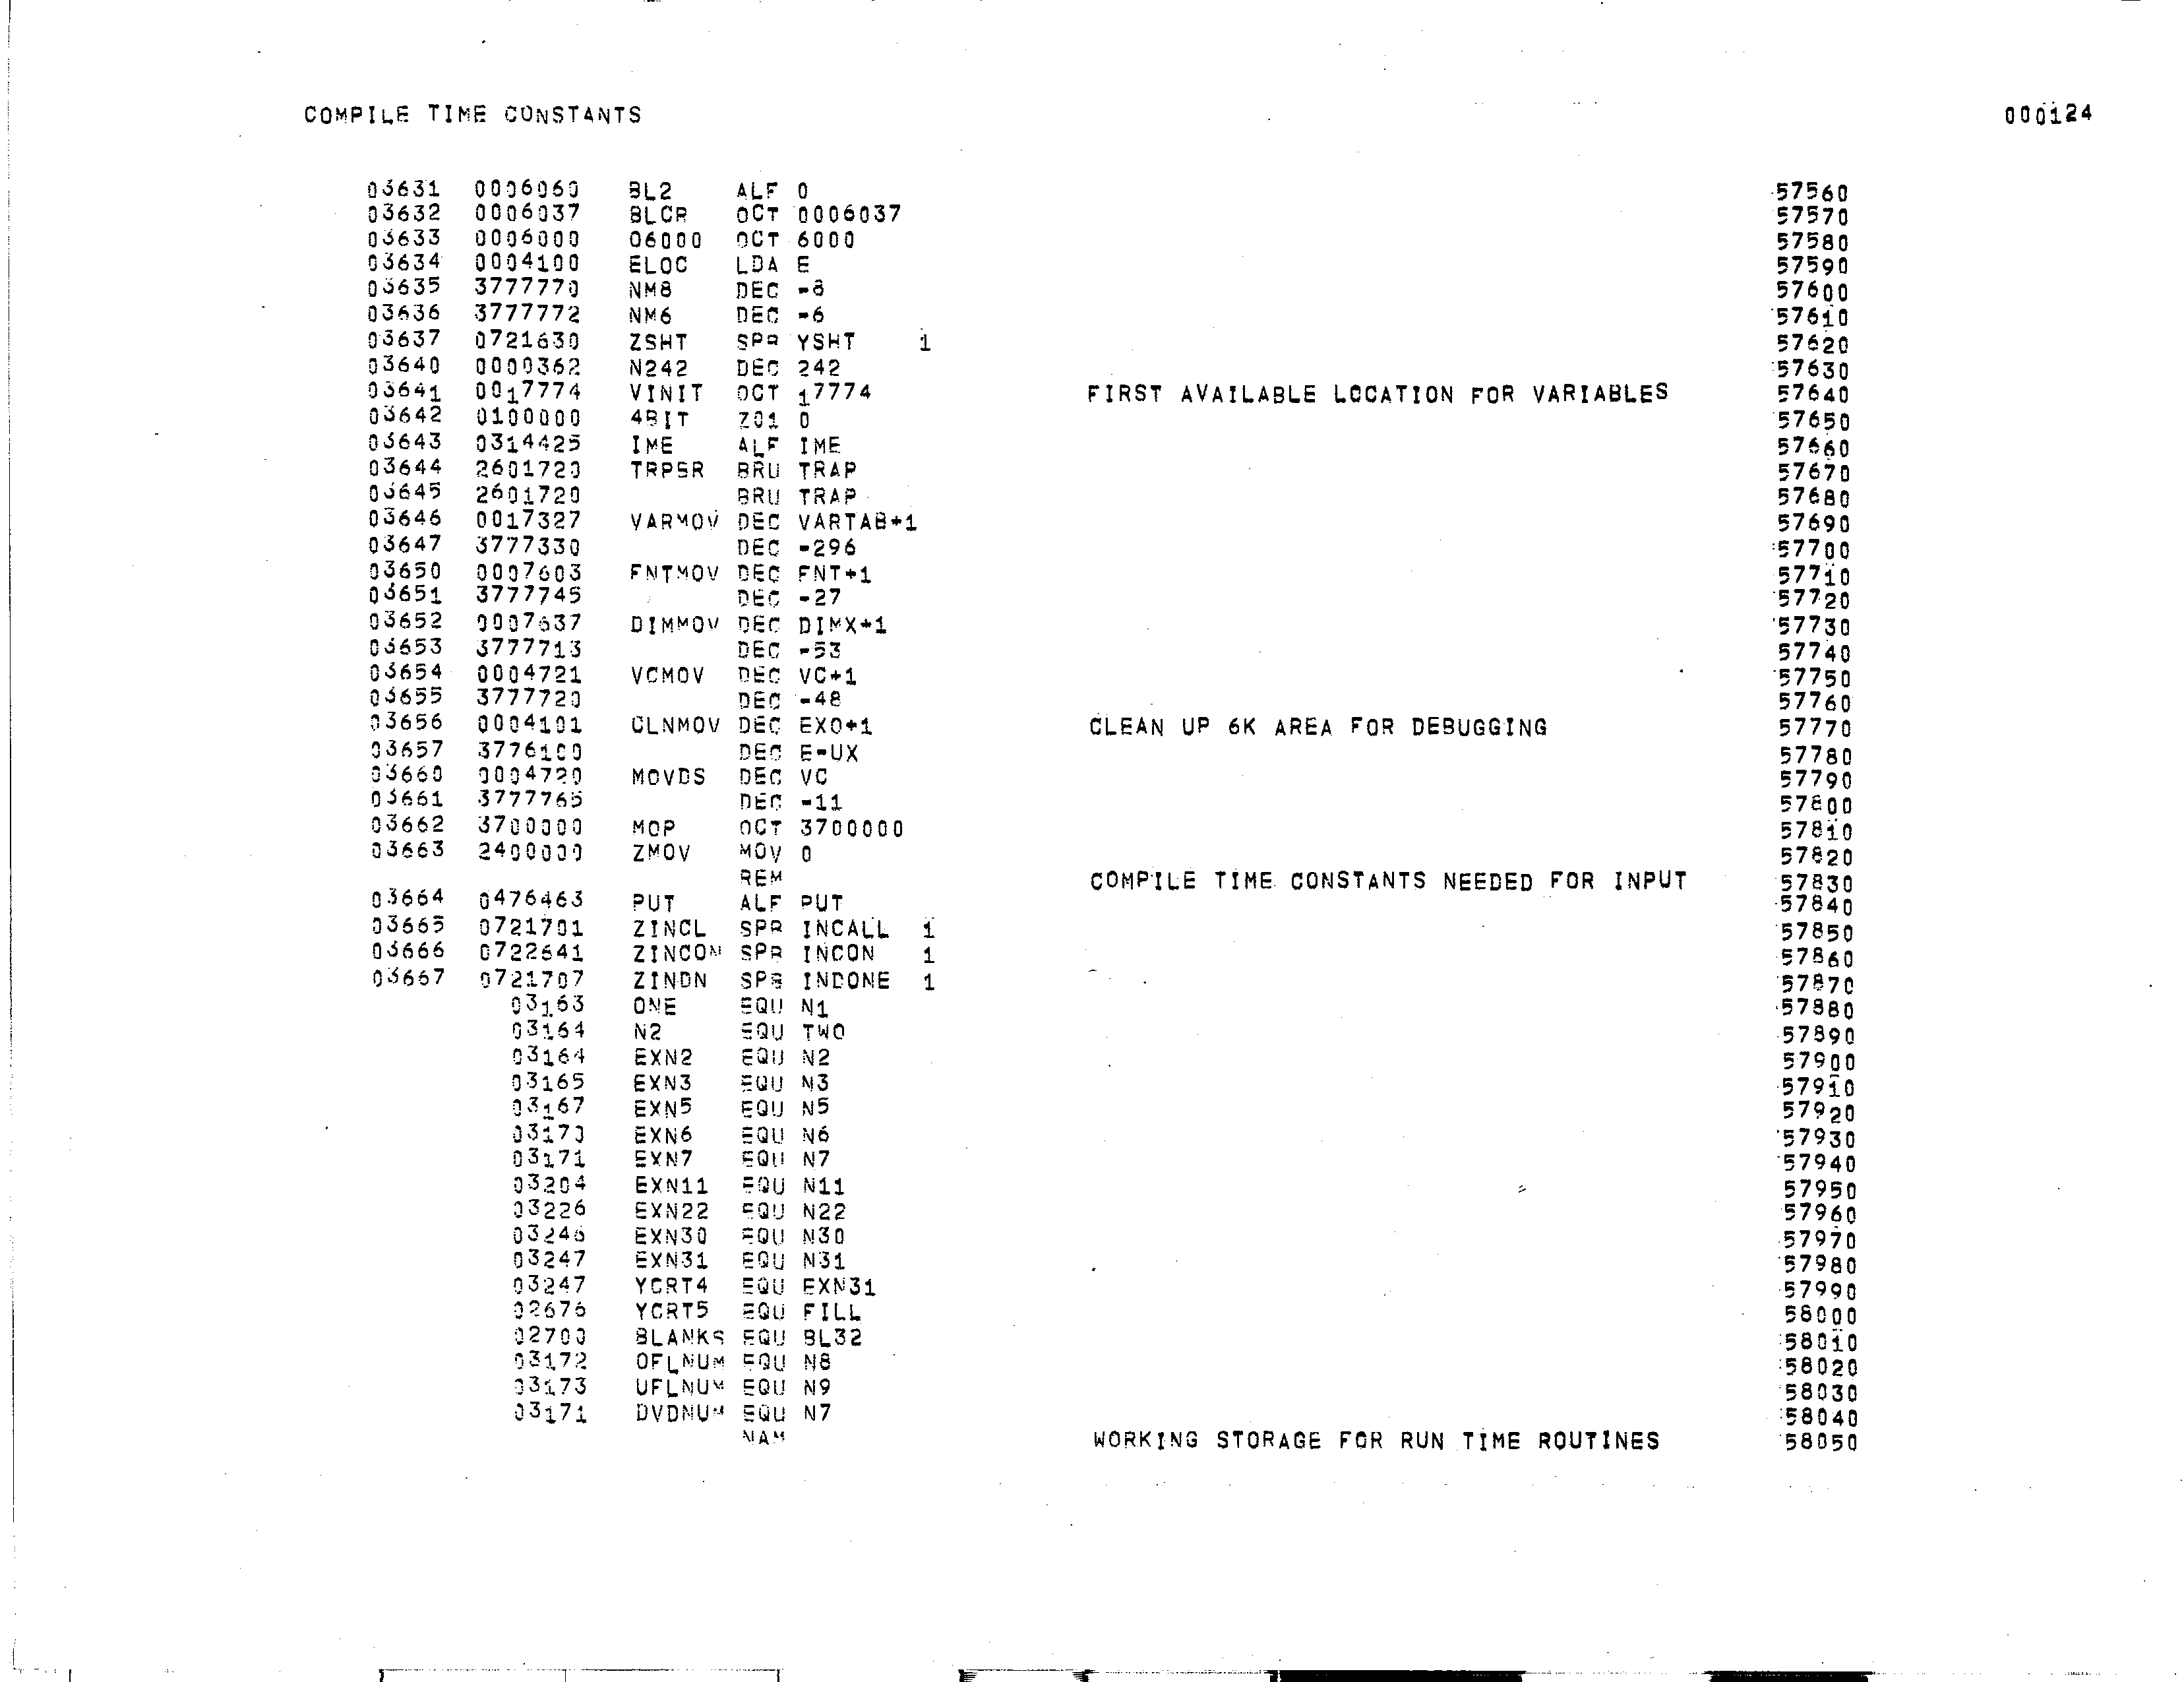 COMPILE TIME CONSTANTS 000124
03631 0006060 BL2 ALF 0 57560
03632 0006037 BLCR OCT 0006037 57570
03633 0006000 O6000 OCT 6000 57580
03634 0004100 ELOC LDA E 57590
03635 3777770 NM8 DEC -8 57600
03636 3777772 NM6 DEC -6 57610
03637 0721630 ZSHT SPR YSHT 1 57620
03640 0000362 N242 DEC 242 57630
03641 0017774 VINIT OCT 17774 FIRST AVAILABLE LOCATION FOR VARIABLES 57640
03642 0100000 4BIT Z01 0 57650
03643 0314425 IME ALF IME 57660
03644 2601720 TRPSR BRU TRAP 57670
03645 2601720 BRU TRAP 57680
03646 0017327 VARMOV DEC VARTAB+1 57690
03647 3777330 DEC -296 57700
03650 0007603 FNTMOV DEC FNT+1 57710
03651 3777745 DEC -27 57720
03652 0007637 DIMMOV DEC DIMX+1 57730
03653 3777713 DEC -53 57740
03654 0004721 VCMOV DEC VC+1 57750
03655 3777720 DEC -48 57760
03656 0004101 CLNMOV DEC EXO+1 CLEAN UP 6K AREA FOR DEBUGGING 57770
03657 3776100 DEC E-UX 57780
03660 0004720 MOVDS DEC VC 57790
03661 3777765 DEC -11 57800
03662 3700000 MOP OCT 3700000 57810
03663 2400000 ZMOV MOV 0 57820
REM COMPILE TIME CONSTANTS NEEDED FOR INPUT 57830
03664 0476463 PUT ALF PUT 57840
03665 0721701 ZINCL SPR INCALL 1 57850
03666 0722641 ZINCON SPR INCON 1 57860
03667 0721707 ZINDN SPR INDONE 1 57870
03163 ONE EQU N1 57880
03164 N2 EQU TWO 57890
03164 EXN2 EQU N2 57900
03165 EXN3 EQU N3 57910
03167 EXN5 EQU N5 57920
03170 EXN6 EQU N6 57930
03171 EXN7 EQU N7 57940
03204 EXN11 EQU N11 57950
03226 EXN22 EQU N22 57960
03246 EXN30 EQU N30 57970
03247 EXN31 EQU N31 57980
03247 YCRT4 EQU EXN31 57990
02676 YCRT5 EQU FILL 58000
02700 BLANKS EQU BL32 58010
03172 OFLNUM EQU N8 58020
03173 UFLNUM EQU N9 58030
03171 DVDNUM EQU N7 58040
NAM WORKING STORAGE FOR RUN TIME ROUTINES 58050